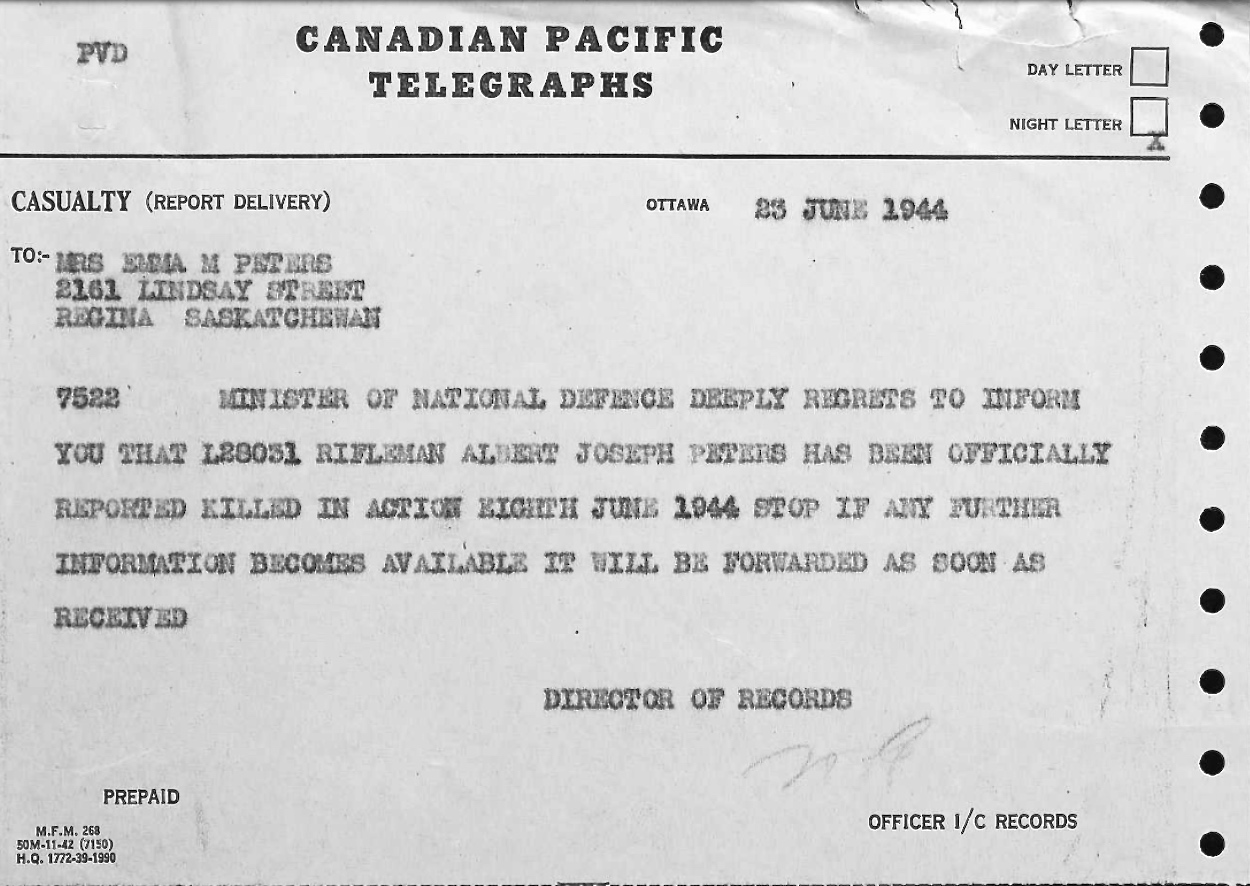 PVD
CANADIAN PACIFIC
TELEGRAPHS
DAY LETTER
NIGHT LETTER X
CASUALTY (REPORT DELIVERY) OTTAWA 23 JUNE 1944
TO:- MRS EMMA M PETERS
2161 LINDSAY STREET
REGINA SASKATCHEWAN
7522 MINISTER OF NATIONAL DEFENCE DEEPLY REGRETS TO INFORM
YOU THAT L28031 RIFLEMAN ALBERT JOSEPH PETERS HAS BEEN OFFICIALLY
REPORTED KILLED IN ACTION EIGHTH JUNE 1944 STOP IF ANY FURTHER
INFORMATION BECOMES AVAILABLE IT WILL BE FORWARDED AS SOON AS
RECEIVED
DIRECTOR OF RECORDS
PREPAID
OFFICER I/C RECORDS
M.F.M. 268
50M-11-42 (7150)
H.Q. 1772-39-1990